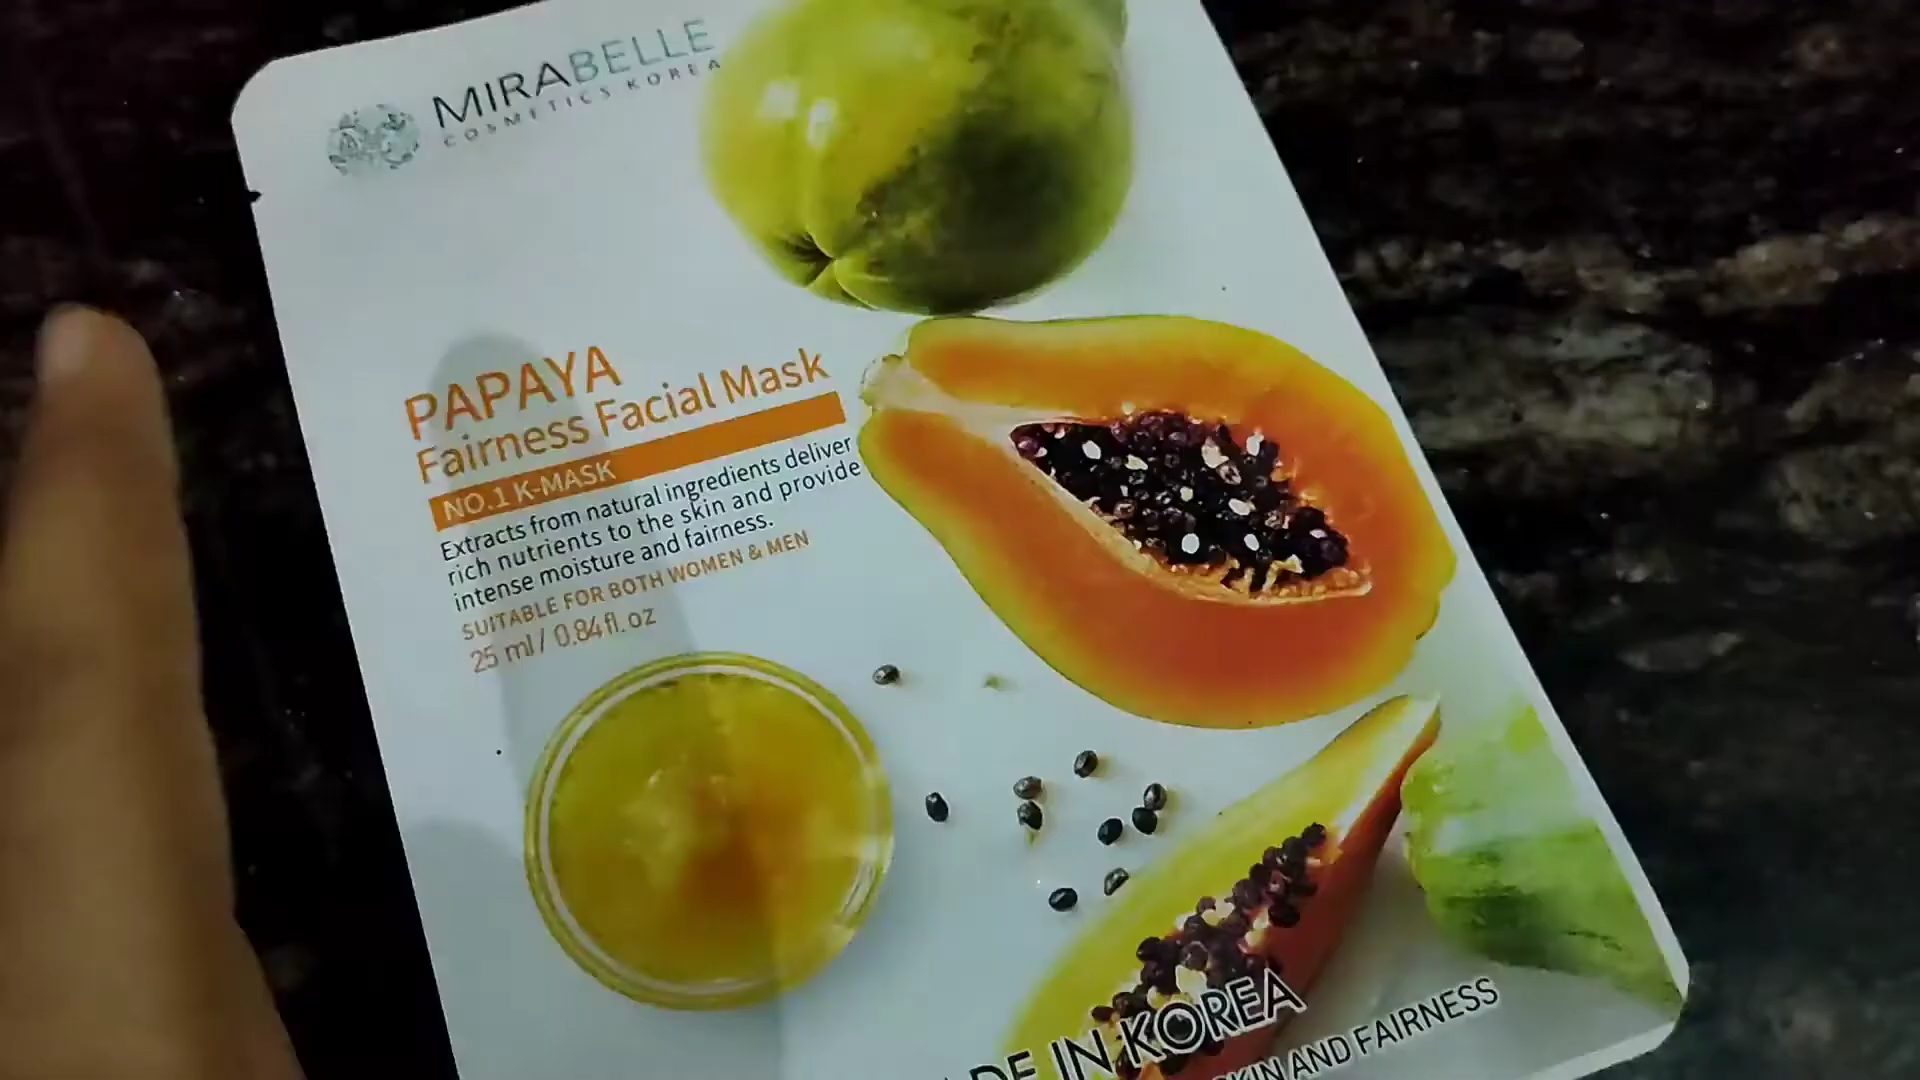 MIRABELLE
COSMETICS KOREA
PAPAYA
Fairness Facial Mask
NO.1 K-MASK
Extracts from natural ingredients deliver
rich nutrients to the skin and provide
intense moisture and fairness.
SUITABLE FOR BOTH WOMEN & MEN
25 ml / 0.84 fl. oz
IN KOREA
AND FAIRNESS